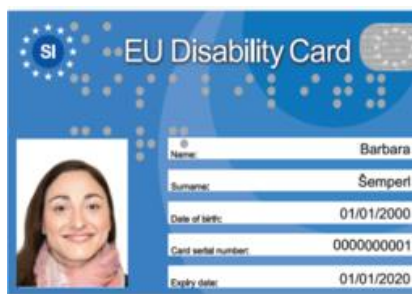 SI
EU Disability Card
Name: Barbara
Surname: Šemperl
Date of birth: 01/01/2000
Card serial number: 0000000001
Expiry date: 01/01/2020